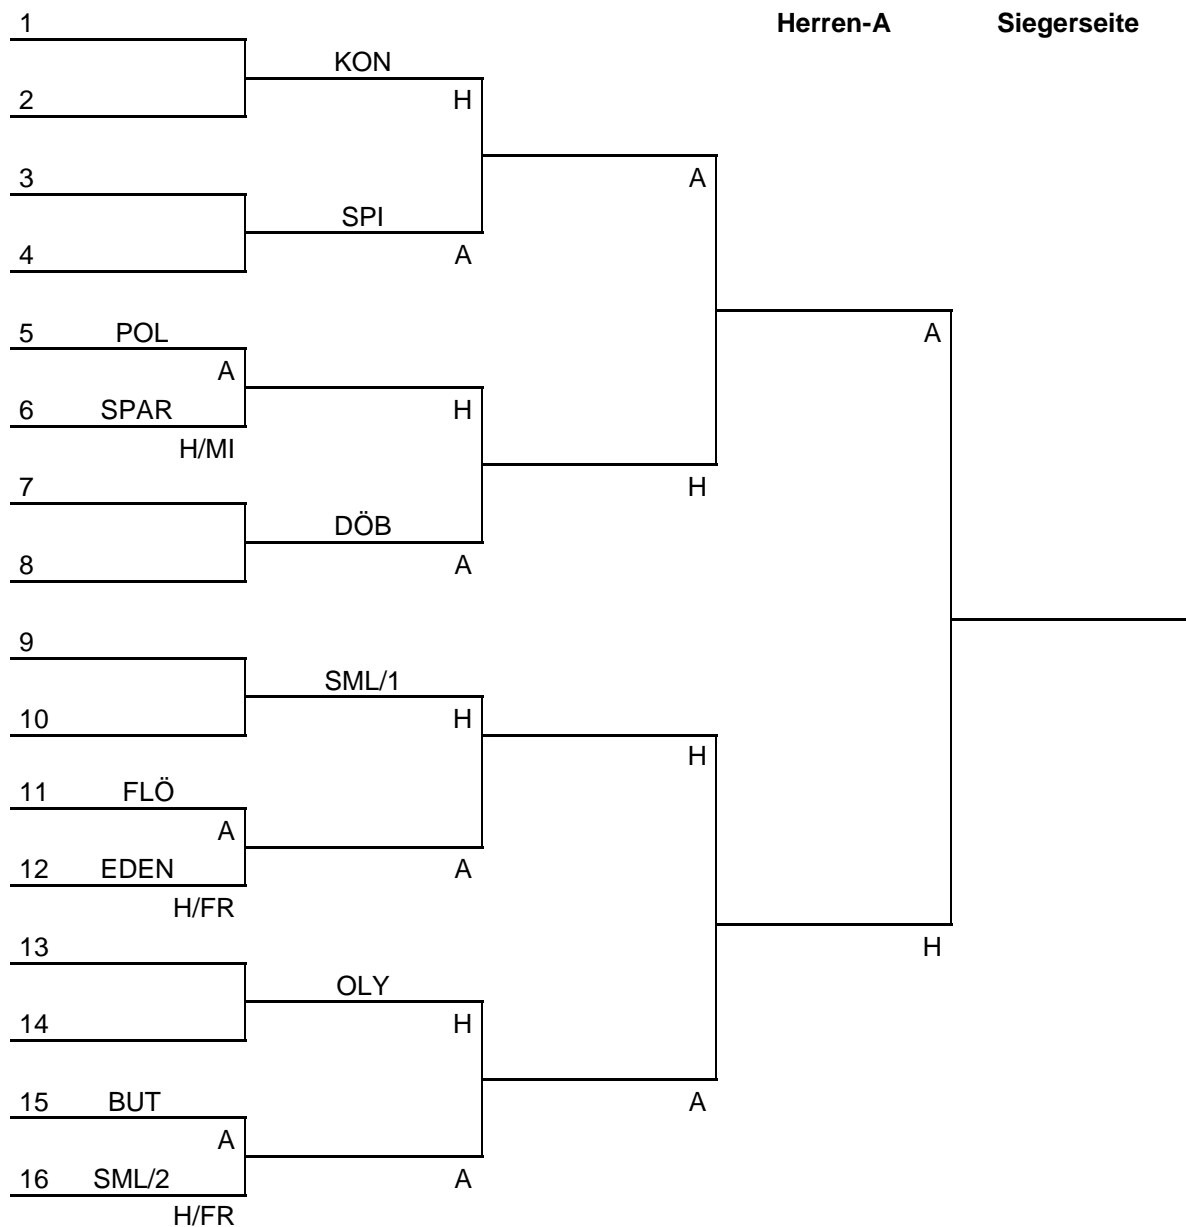 1 Herren-A Siegerseite
KON
2 H
3 A
SPI
4 A
5 POL A
A
6 SPAR H
H/MI
7 H
DÖB
8 A
9
SML/1
10 H
H
11 FLÖ
A
12 EDEN A
H/FR
13 H
OLY
14 H
15 BUT A
A
16 SML/2 A
H/FR